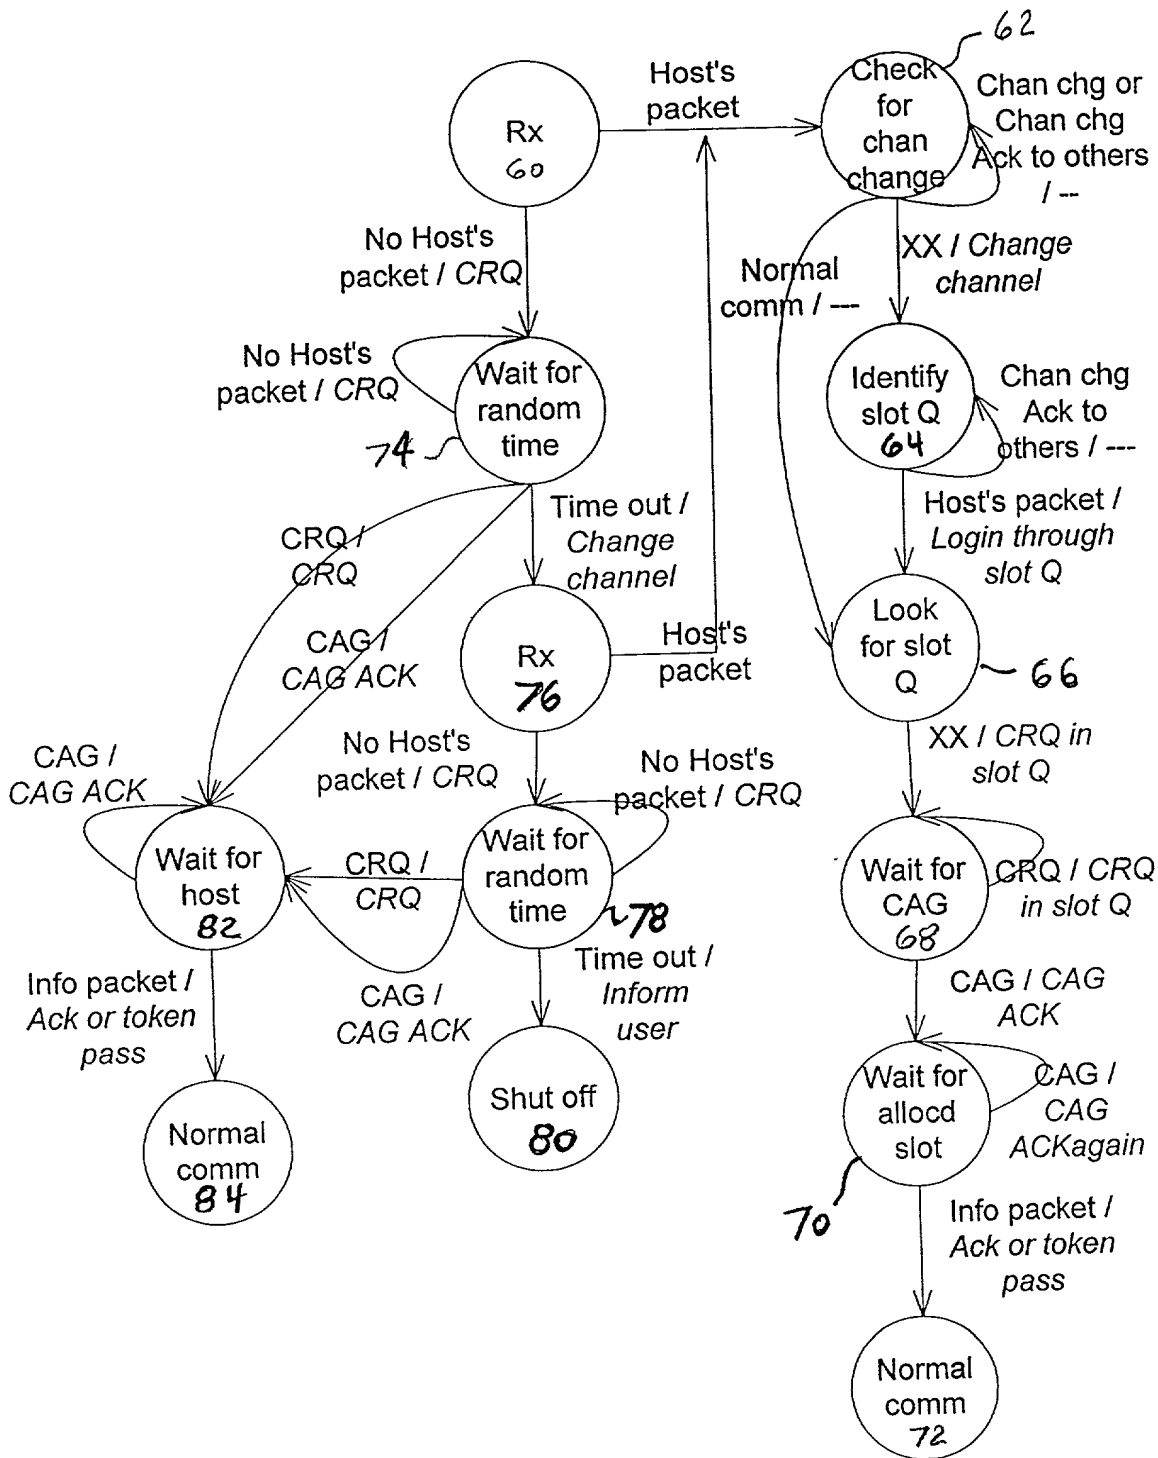 62
Host's
packet
Rx
60
Check
for
chan
change
Chan chg or
Chan chg
Ack to others
/ --
No Host's
packet / CRQ
Normal
comm / ---
XX / Change
channel
No Host's
packet / CRQ
Wait for
random
time
74
Identify
slot Q
64
Chan chg
Ack to
others / ---
CRQ /
CRQ
Time out /
Change
channel
Host's packet /
Login through
slot Q
CAG /
CAG ACK
Rx
76
Host's
packet
Look
for slot
Q
66
CAG /
CAG ACK
No Host's
packet / CRQ
No Host's
packet / CRQ
XX / CRQ in
slot Q
Wait for
host
82
CRQ /
CRQ
Wait for
random
time
78
Wait for
CAG
68
CRQ / CRQ
in slot Q
Info packet /
Ack or token
pass
CAG /
CAG ACK
Time out /
Inform
user
CAG / CAG
ACK
Normal
comm
84
Shut off
80
Wait for
allocd
slot
70
CAG /
CAG
ACKagain
Info packet /
Ack or token
pass
Normal
comm
72